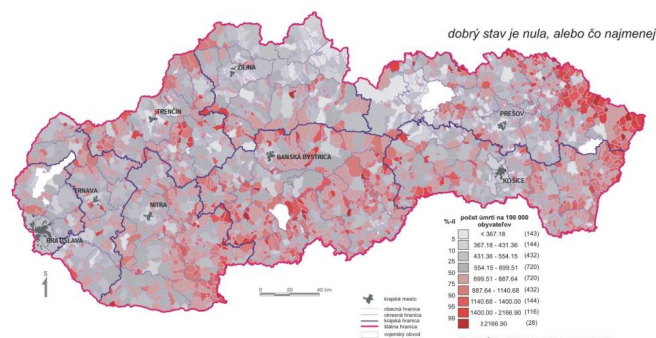 dobrý stav je nula, alebo čo najmenej
ŽILINA
TRENČÍN
PREŠOV
BANSKÁ BYSTRICA
KOŠICE
TRNAVA
NITRA
BRATISLAVA
S
0 20 40 km
krajské mesto
obecná hranica
okresná hranica
krajská hranica
štátna hranica
vojenský obvod
%-il
počet úmrtí na 100 000
obyvateľov
< 367.18 (143)
5
367.18 - 431.36 (144)
10
431.36 - 554.15 (432)
25
554.15 - 699.51 (720)
50
699.51 - 887.64 (720)
75
887.64 - 1140.68 (432)
90
1140.68 - 1400.00 (144)
95
1400.00 - 2166.90 (116)
99
≥2166.90 (28)